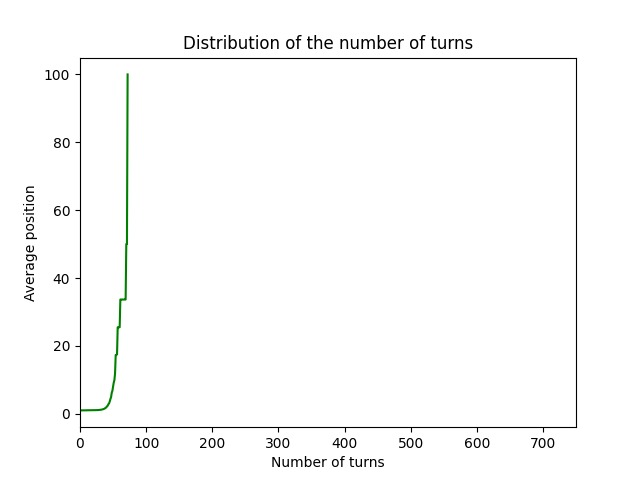 Distribution of the number of turns
100
80
60
40
20
0
Average position
0 100 200 300 400 500 600 700
Number of turns